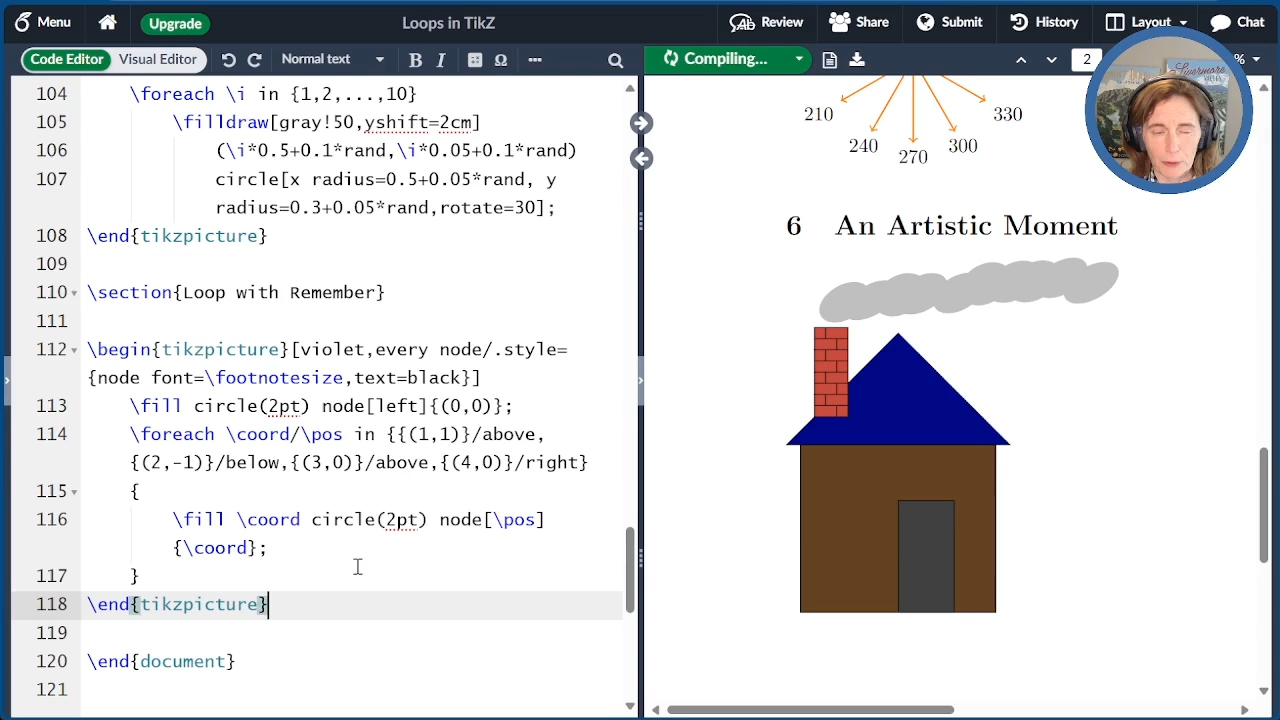 Menu
Upgrade
Loops in TikZ
Review
Share
Submit
History
Layout
Chat
Code Editor
Visual Editor
Normal text
B
I
Ω
Compiling...
2
%
104 \foreach \i in {1,2,...,10}
105 \filldraw[gray!50,yshift=2cm]
106 (\i*0.5+0.1*rand,\i*0.05+0.1*rand)
107 circle[x radius=0.5+0.05*rand, y
radius=0.3+0.05*rand,rotate=30];
108 \end{tikzpicture}
109
110 \section{Loop with Remember}
111
112 \begin{tikzpicture}[violet,every node/.style=
{node font=\footnotesize,text=black}]
113 \fill circle(2pt) node[left]{(0,0)};
114 \foreach \coord/\pos in {{(1,1)}/above,
{(2,-1)}/below,{(3,0)}/above,{(4,0)}/right}
115 {
116 \fill \coord circle(2pt) node[\pos]
{\coord};
117 }
118 \end{tikzpicture}
119
120 \end{document}
121
210
240
270
300
330
6 An Artistic Moment